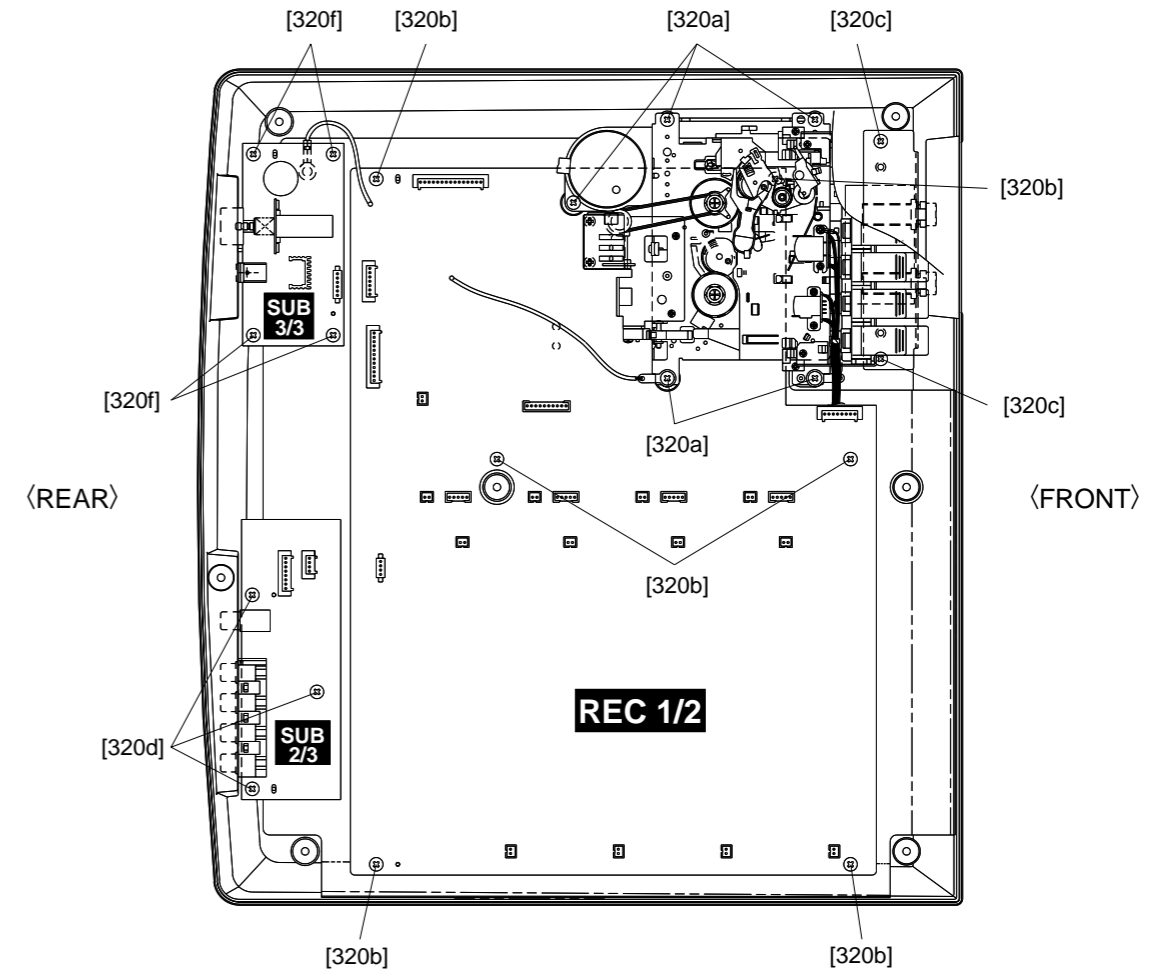 [320f]
[320b]
[320a]
[320c]
[320b]
SUB
3/3
[320f]
[320c]
[320a]
〈REAR〉
〈FRONT〉
[320b]
REC 1/2
SUB
2/3
[320d]
[320b]
[320b]